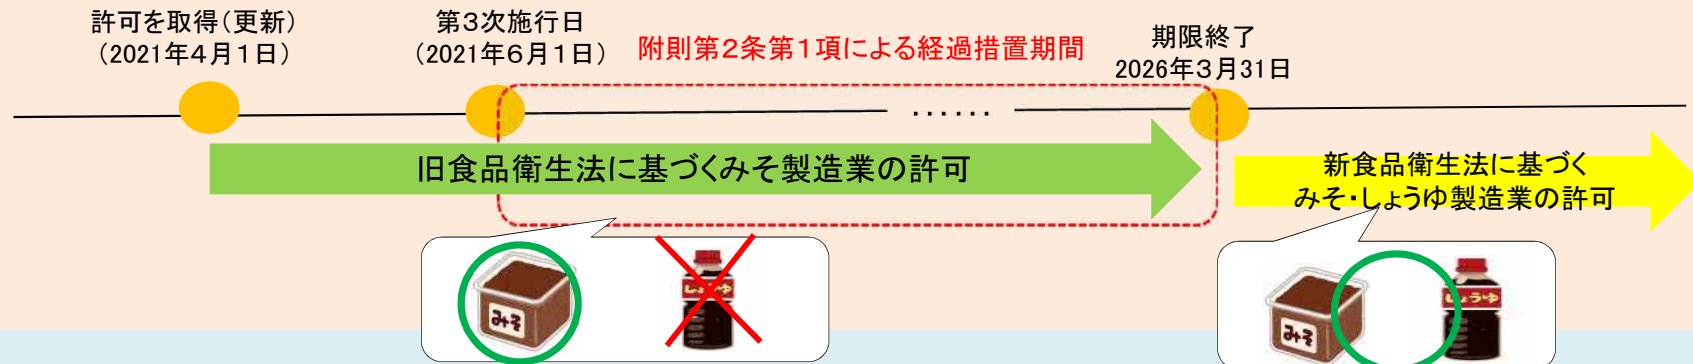 許可を取得(更新)
(2021年4月1日)
第3次施行日
(2021年6月1日)
附則第2条第1項による経過措置期間
期限終了
2026年3月31日
……
旧食品衛生法に基づくみそ製造業の許可
新食品衛生法に基づく
みそ・しょうゆ製造業の許可
みそ
しょうゆ
みそ
しょうゆ